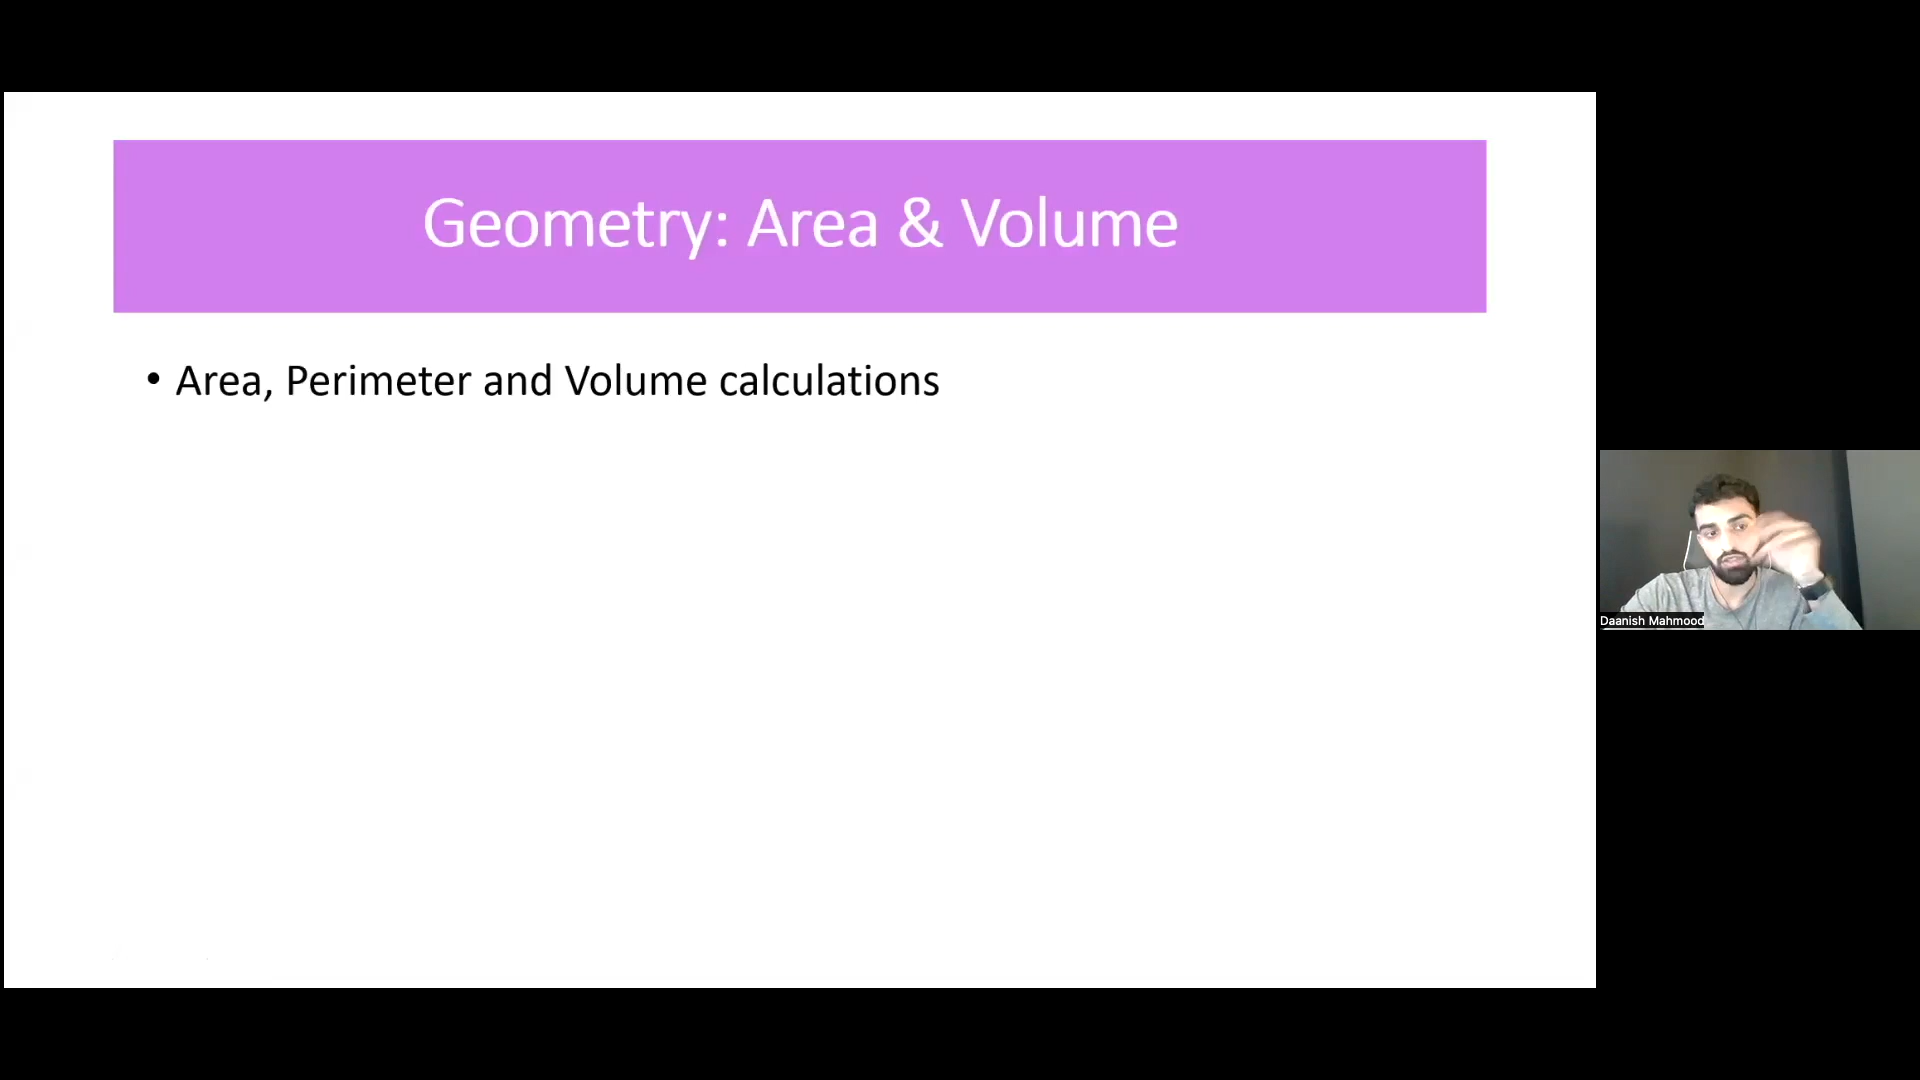 Geometry: Area & Volume
• Area, Perimeter and Volume calculations
Daanish Mahmood